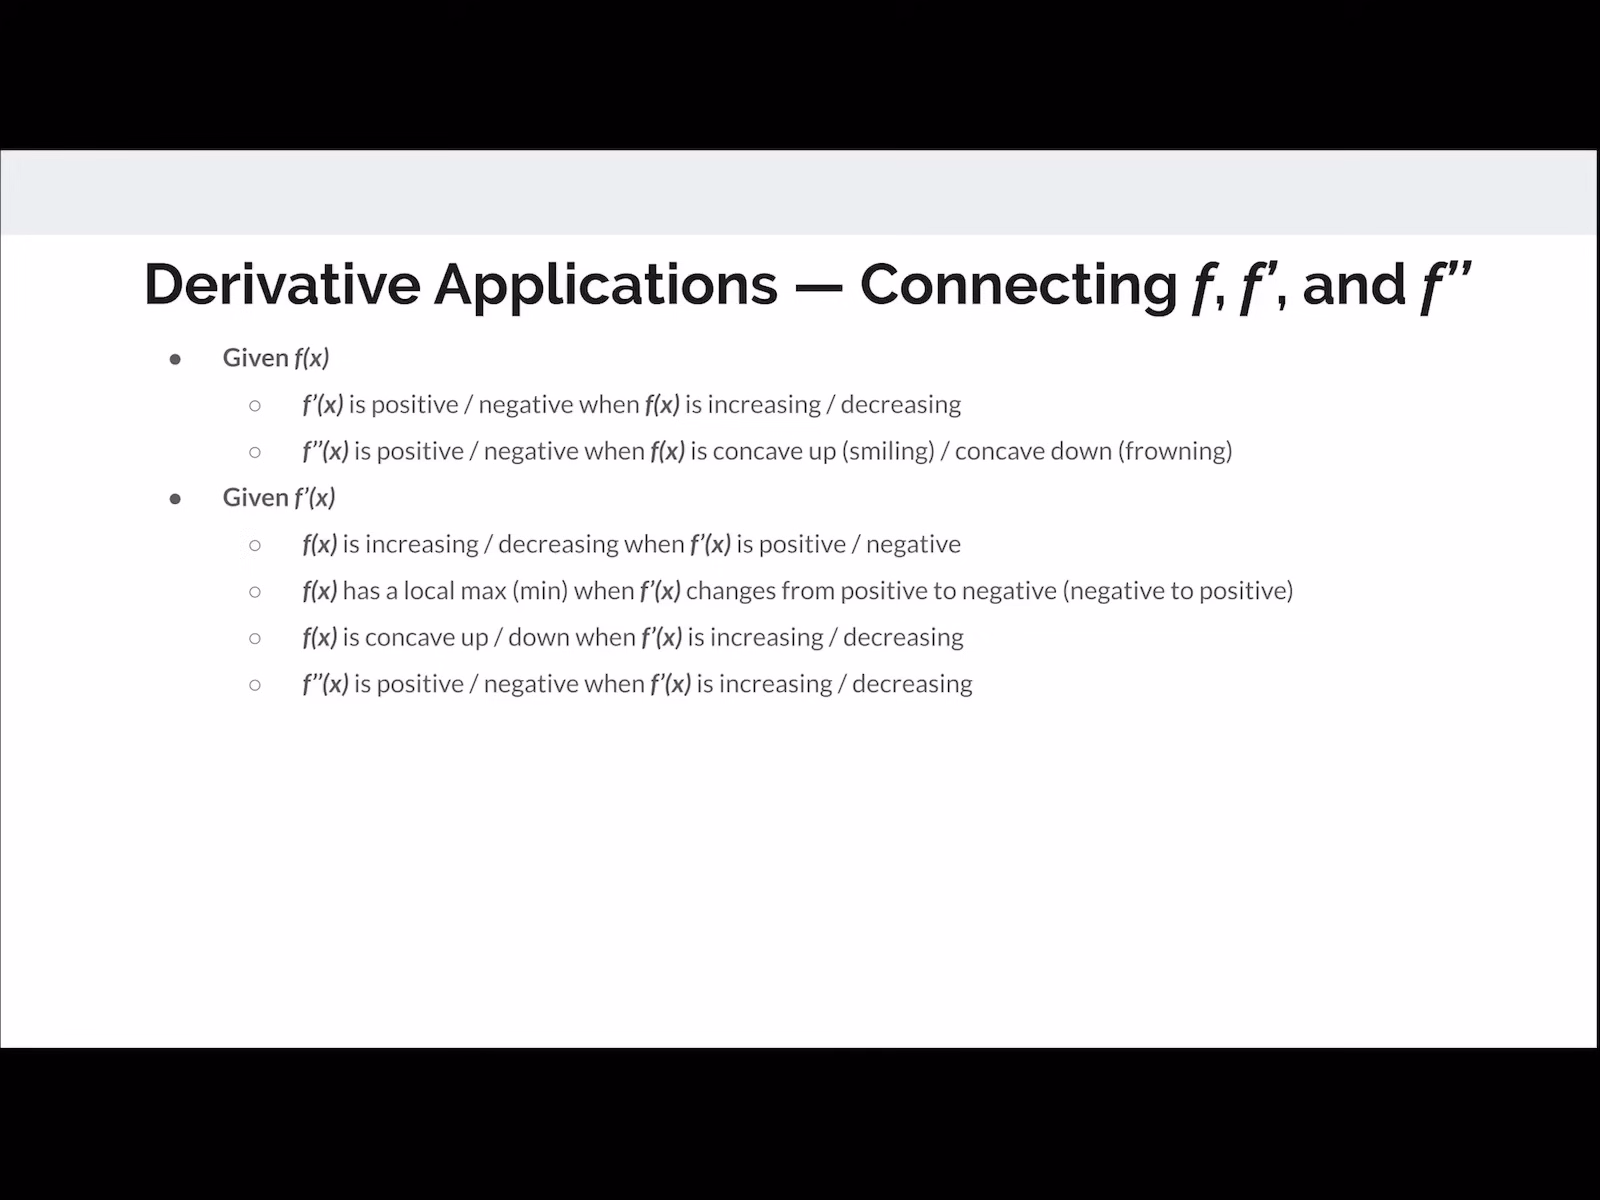 Derivative Applications — Connecting f, f’, and f’’
● Given f(x)
○ f’(x) is positive / negative when f(x) is increasing / decreasing
○ f’’(x) is positive / negative when f(x) is concave up (smiling) / concave down (frowning)
● Given f’(x)
○ f(x) is increasing / decreasing when f’(x) is positive / negative
○ f(x) has a local max (min) when f’(x) changes from positive to negative (negative to positive)
○ f(x) is concave up / down when f’(x) is increasing / decreasing
○ f’’(x) is positive / negative when f’(x) is increasing / decreasing